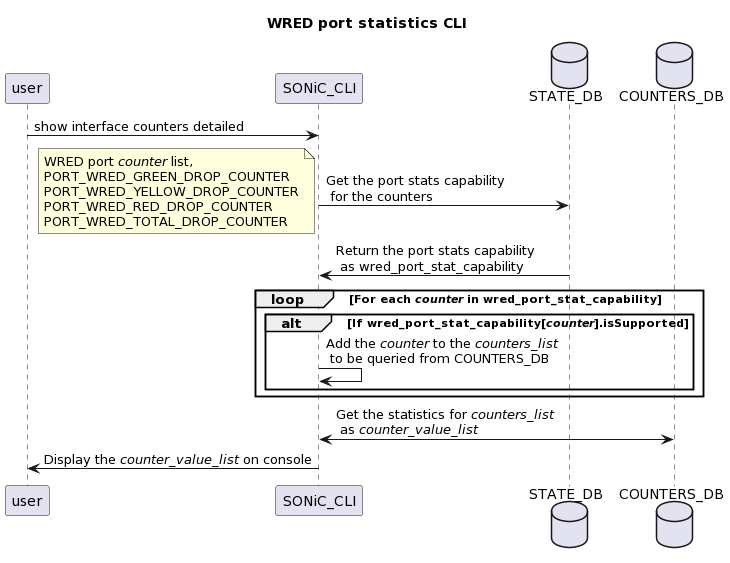 WRED port statistics CLI
user
SONiC_CLI
STATE_DB
COUNTERS_DB
show interface counters detailed
WRED port counter list,
PORT_WRED_GREEN_DROP_COUNTER
PORT_WRED_YELLOW_DROP_COUNTER
PORT_WRED_RED_DROP_COUNTER
PORT_WRED_TOTAL_DROP_COUNTER
Get the port stats capability
for the counters
Return the port stats capability
as wred_port_stat_capability
loop
[For each counter in wred_port_stat_capability]
alt
[If wred_port_stat_capability[counter].isSupported]
Add the counter to the counters_list
to be queried from COUNTERS_DB
Get the statistics for counters_list
as counter_value_list
Display the counter_value_list on console
user
SONiC_CLI
STATE_DB
COUNTERS_DB